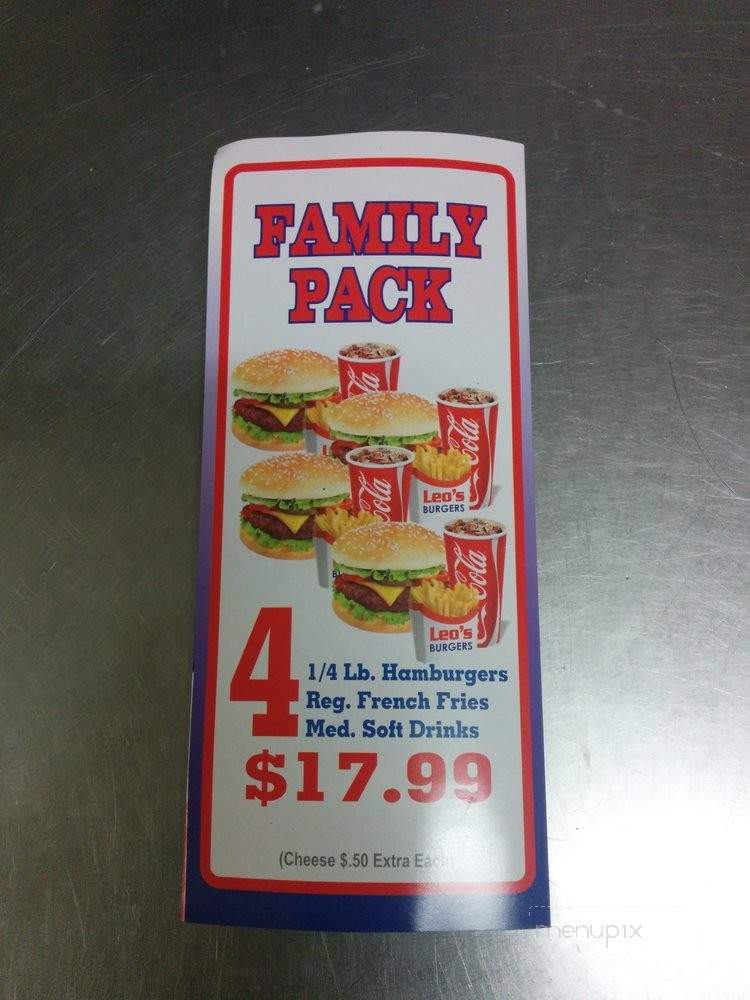 FAMILY
PACK
Cola
Cola
Leo's
BURGERS
Cola
Cola
Leo's
BURGERS
4
1/4 Lb. Hamburgers
Reg. French Fries
Med. Soft Drinks
$17.99
(Cheese $.50 Extra Each)
menupix